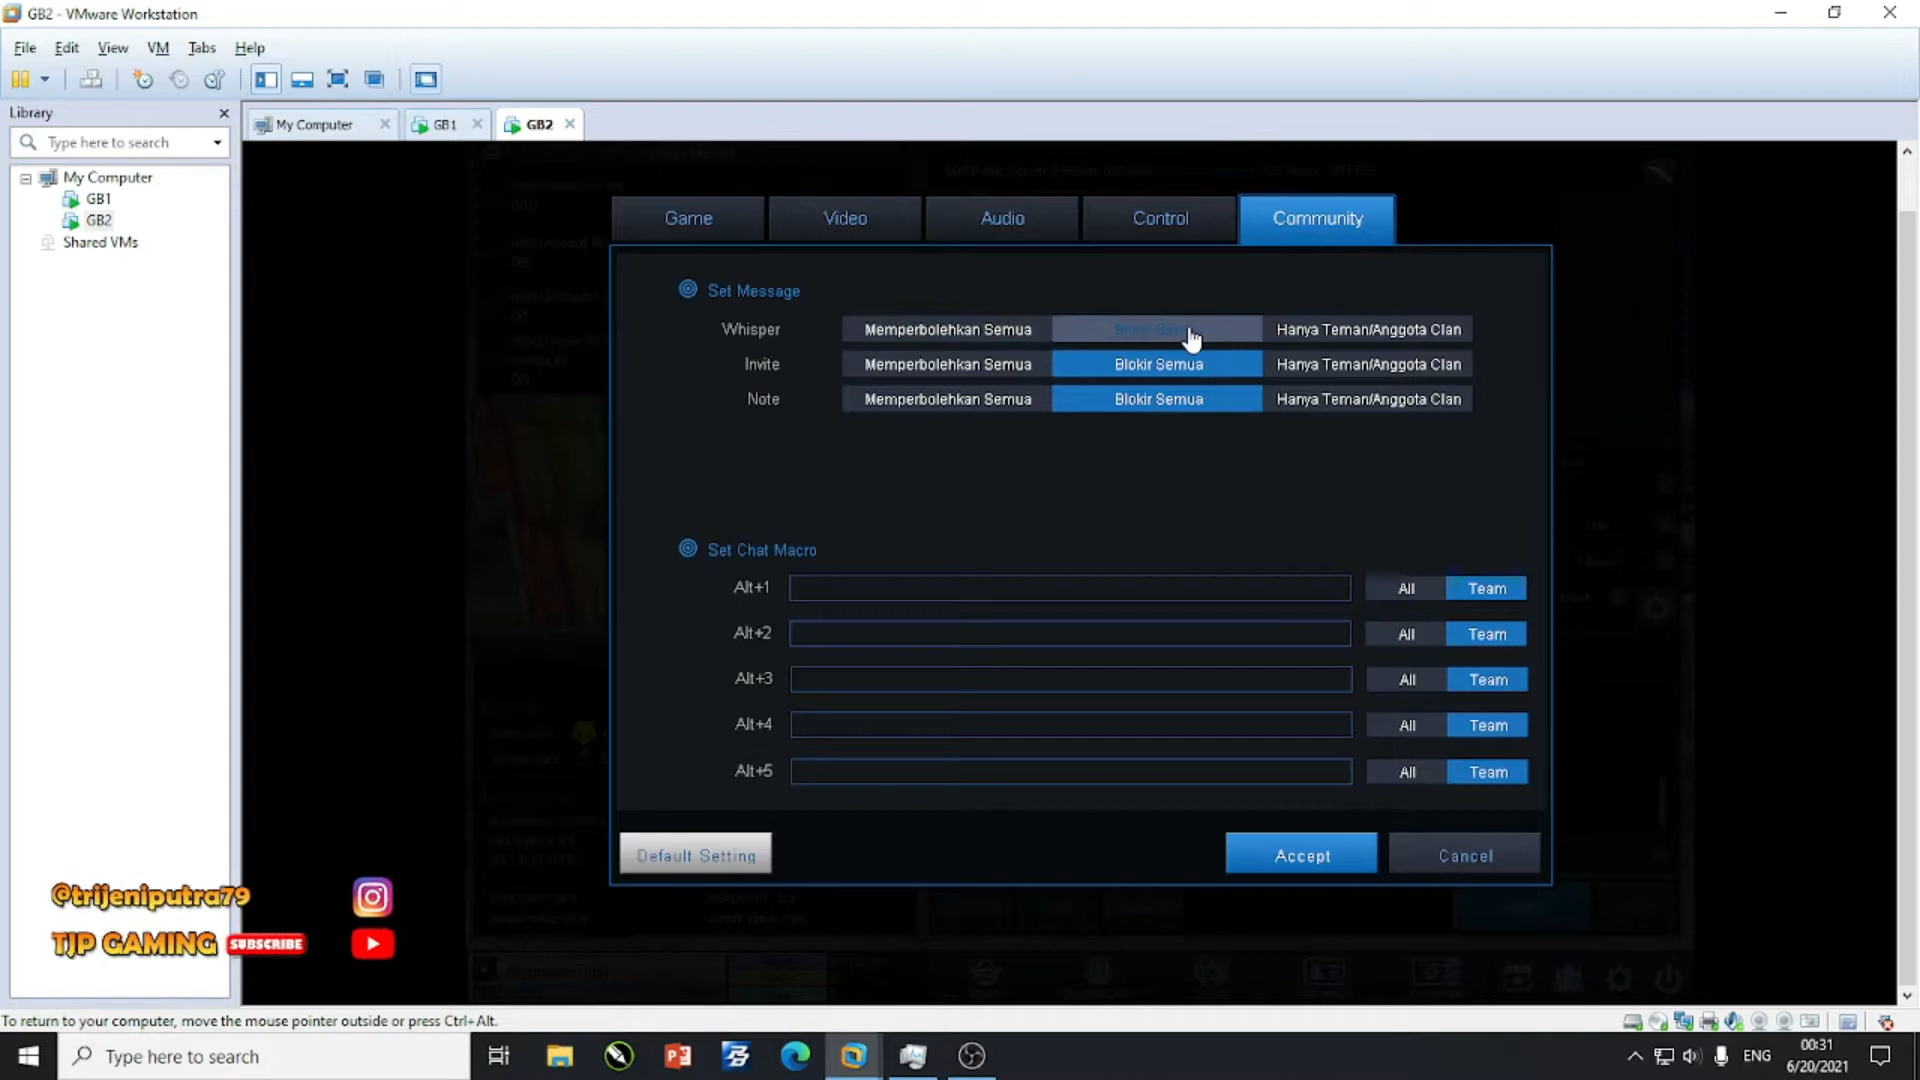 GB2 - VMware Workstation
File Edit View VM Tabs Help
Library
Type here to search
My Computer
GB1
GB2
Shared VMs
My Computer GB1 GB2
Game Video Audio Control Community
Set Message
Whisper Memperbolehkan Semua Blokir Semua Hanya Teman/Anggota Clan
Invite Memperbolehkan Semua Blokir Semua Hanya Teman/Anggota Clan
Note Memperbolehkan Semua Blokir Semua Hanya Teman/Anggota Clan
Set Chat Macro
Alt+1 All Team
Alt+2 All Team
Alt+3 All Team
Alt+4 All Team
Alt+5 All Team
Default Setting Accept Cancel
@trijeniputra79
TJP GAMING SUBSCRIBE
To return to your computer, move the mouse pointer outside or press Ctrl+Alt.
Type here to search
ENG
00:31
6/20/2021